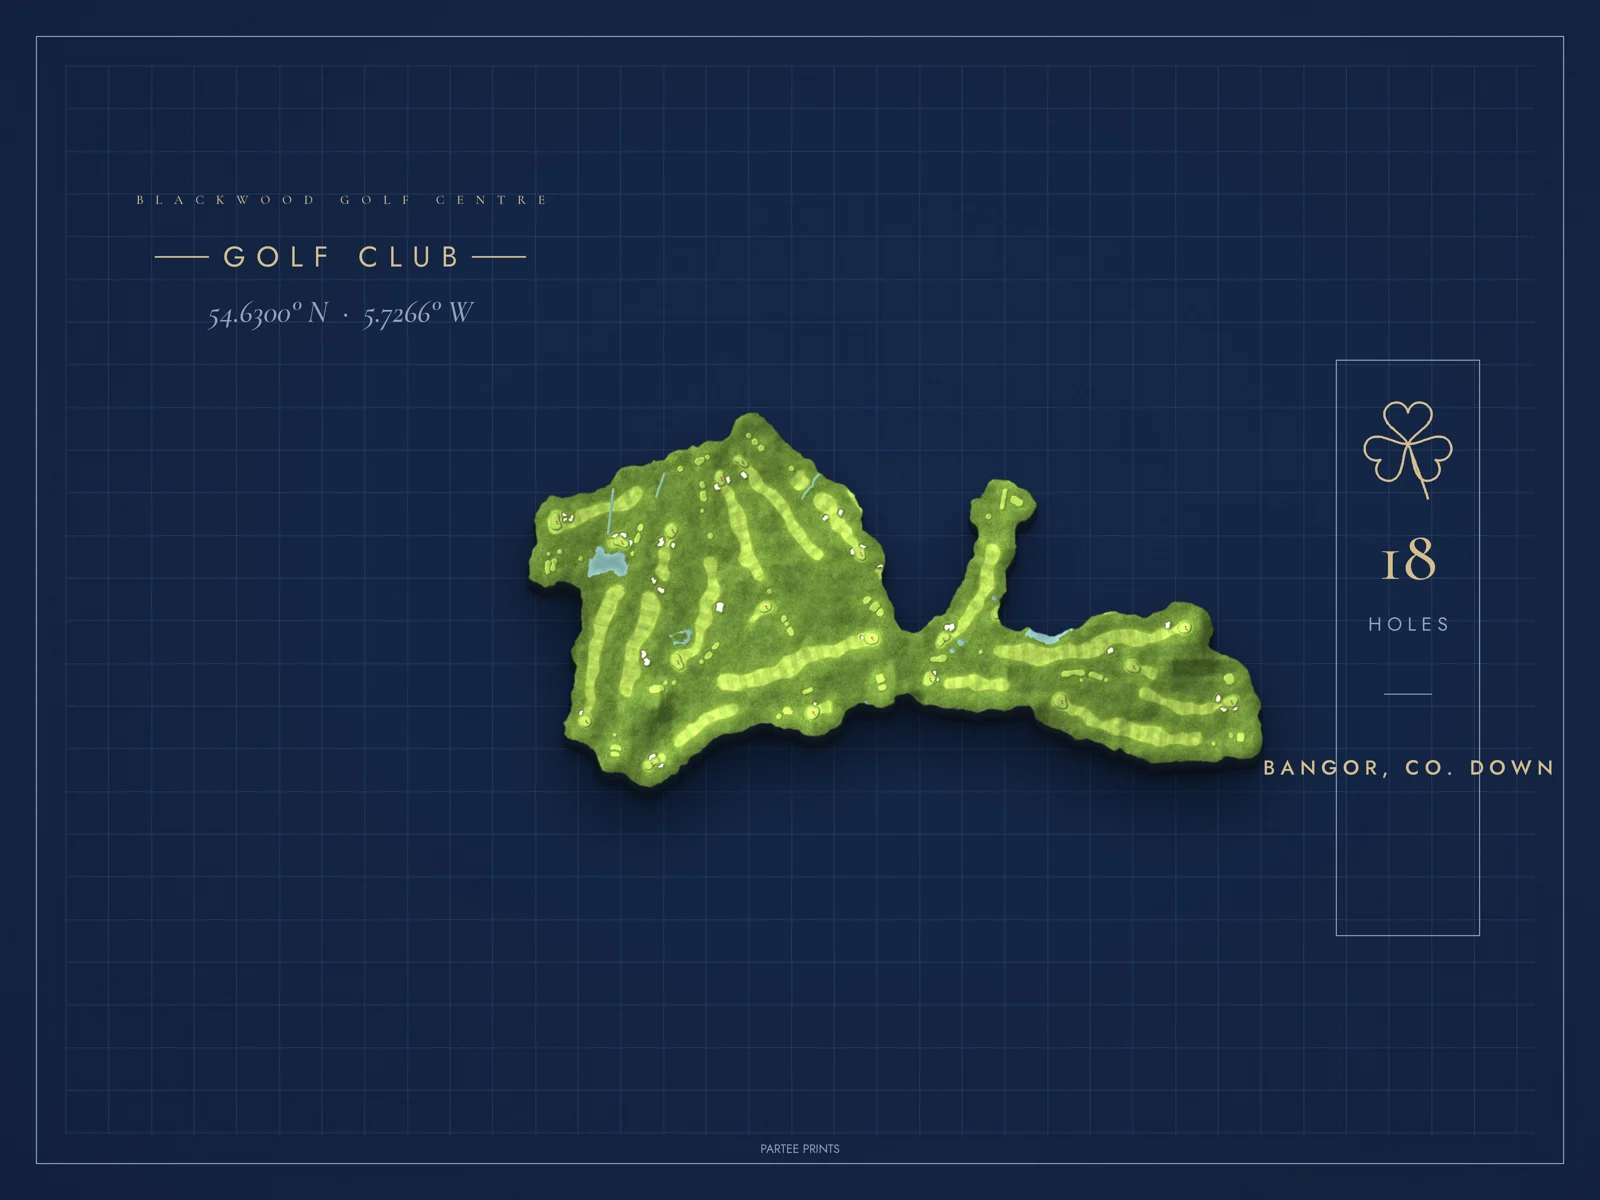 BLACKWOOD GOLF CENTRE
GOLF CLUB
54.6300° N · 5.7266° W
18
HOLES
BANGOR, CO. DOWN
PARTEE PRINTS